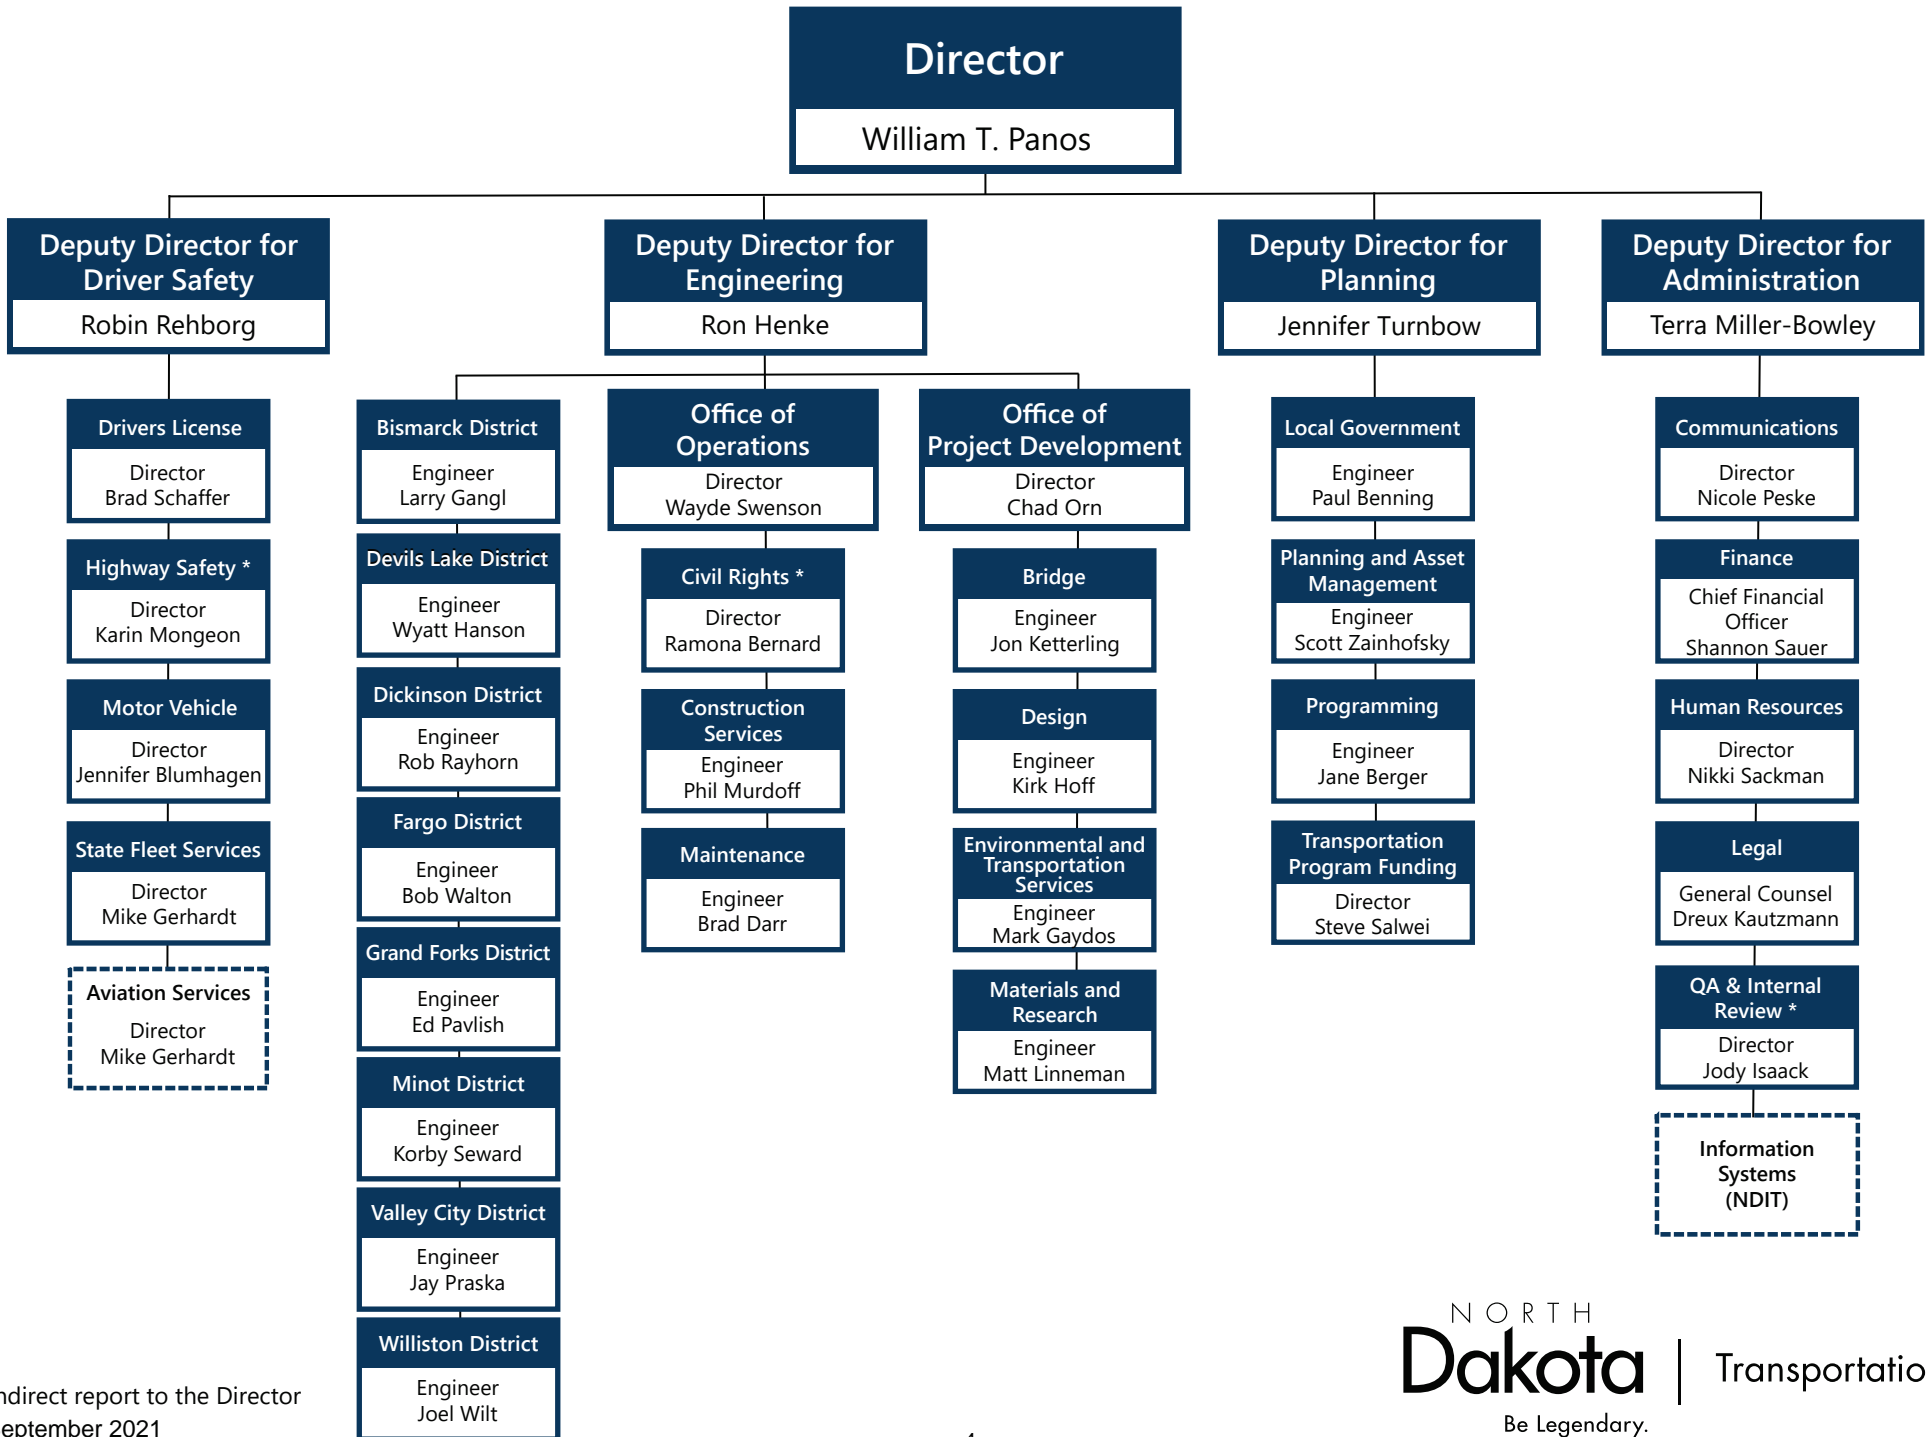 Director
William T. Panos
Deputy Director for
Driver Safety
Robin Rehborg
Deputy Director for
Engineering
Ron Henke
Deputy Director for
Planning
Jennifer Turnbow
Deputy Director for
Administration
Terra Miller-Bowley
Drivers License
Director
Brad Schaffer
Highway Safety *
Director
Karin Mongeon
Motor Vehicle
Director
Jennifer Blumhagen
State Fleet Services
Director
Mike Gerhardt
Aviation Services
Director
Mike Gerhardt
Bismarck District
Engineer
Larry Gangl
Devils Lake District
Engineer
Wyatt Hanson
Dickinson District
Engineer
Rob Rayhorn
Fargo District
Engineer
Bob Walton
Grand Forks District
Engineer
Ed Pavlish
Minot District
Engineer
Korby Seward
Valley City District
Engineer
Jay Praska
Williston District
Engineer
Joel Wilt
Office of
Operations
Director
Wayde Swenson
Civil Rights *
Director
Ramona Bernard
Construction
Services
Engineer
Phil Murdoff
Maintenance
Engineer
Brad Darr
Office of
Project Development
Director
Chad Orn
Bridge
Engineer
Jon Ketterling
Design
Engineer
Kirk Hoff
Environmental and
Transportation
Services
Engineer
Mark Gaydos
Materials and
Research
Engineer
Matt Linneman
Local Government
Engineer
Paul Benning
Planning and Asset
Management
Engineer
Scott Zainhofsky
Programming
Engineer
Jane Berger
Transportation
Program Funding
Director
Steve Salwei
Communications
Director
Nicole Peske
Finance
Chief Financial
Officer
Shannon Sauer
Human Resources
Director
Nikki Sackman
Legal
General Counsel
Dreux Kautzmann
QA & Internal
Review *
Director
Jody Isaack
Information
Systems
(NDIT)
ndirect report to the Director
eptember 2021
NORTH
Dakota | Transportatio
Be Legendary.